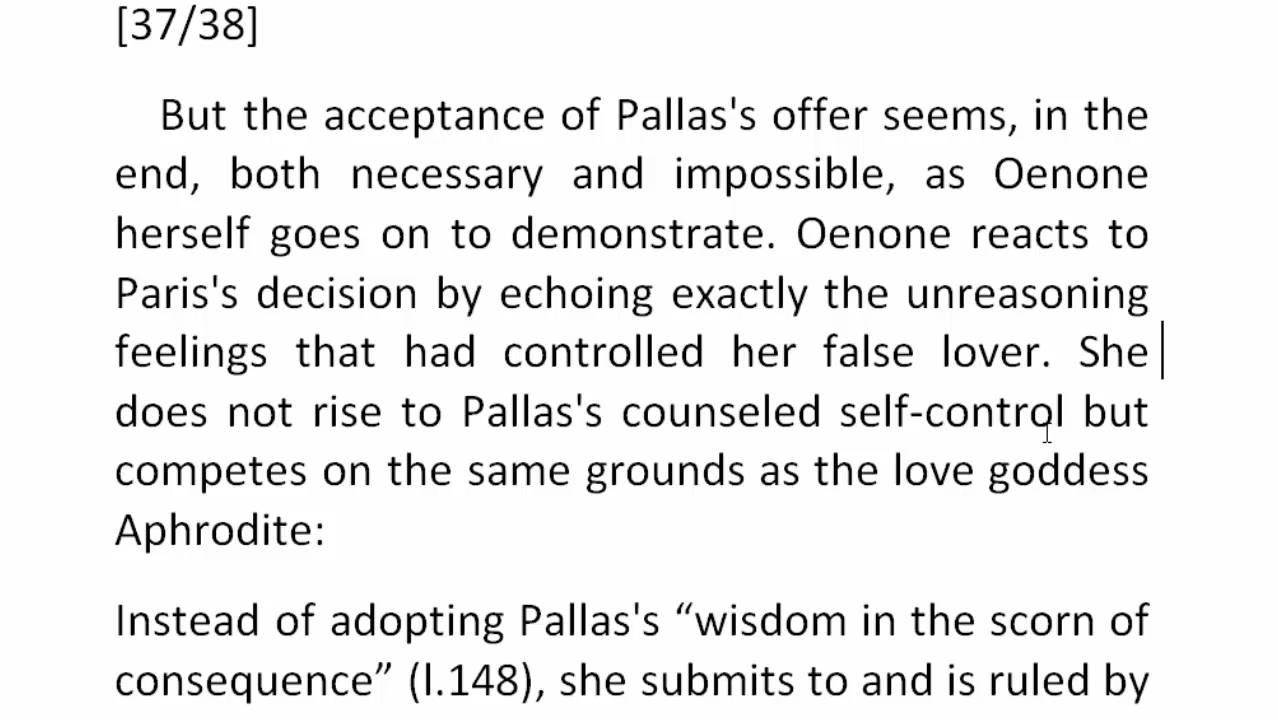 [37/38]
But the acceptance of Pallas's offer seems, in the
end, both necessary and impossible, as Oenone
herself goes on to demonstrate. Oenone reacts to
Paris's decision by echoing exactly the unreasoning
feelings that had controlled her false lover. She
does not rise to Pallas's counseled self-control but
competes on the same grounds as the love goddess
Aphrodite:
Instead of adopting Pallas's “wisdom in the scorn of
consequence” (l.148), she submits to and is ruled by